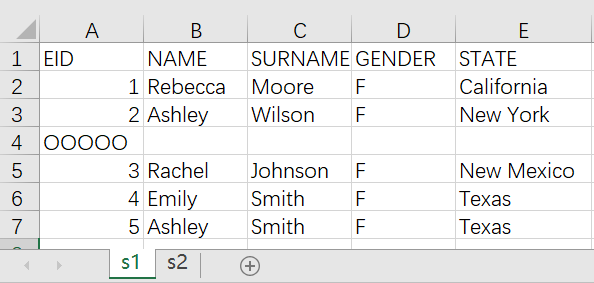 A B C D E
1 EID NAME SURNAME GENDER STATE
2 1 Rebecca Moore F California
3 2 Ashley Wilson F New York
4 OOOOO
5 3 Rachel Johnson F New Mexico
6 4 Emily Smith F Texas
7 5 Ashley Smith F Texas
s1 s2